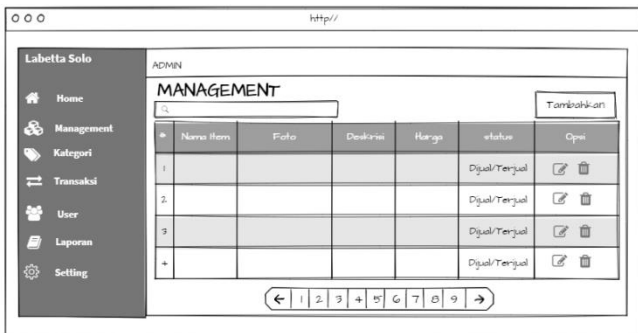 http//
Labetta Solo
Home
Management
Kategori
Transaksi
User
Laporan
Setting
ADMIN
MANAGEMENT
Tambahkan
# Nama Item Foto Deskrisi Harga status Opsi
1 Dijual/Terjual
2 Dijual/Terjual
3 Dijual/Terjual
4 Dijual/Terjual
1 2 3 4 5 6 7 8 9